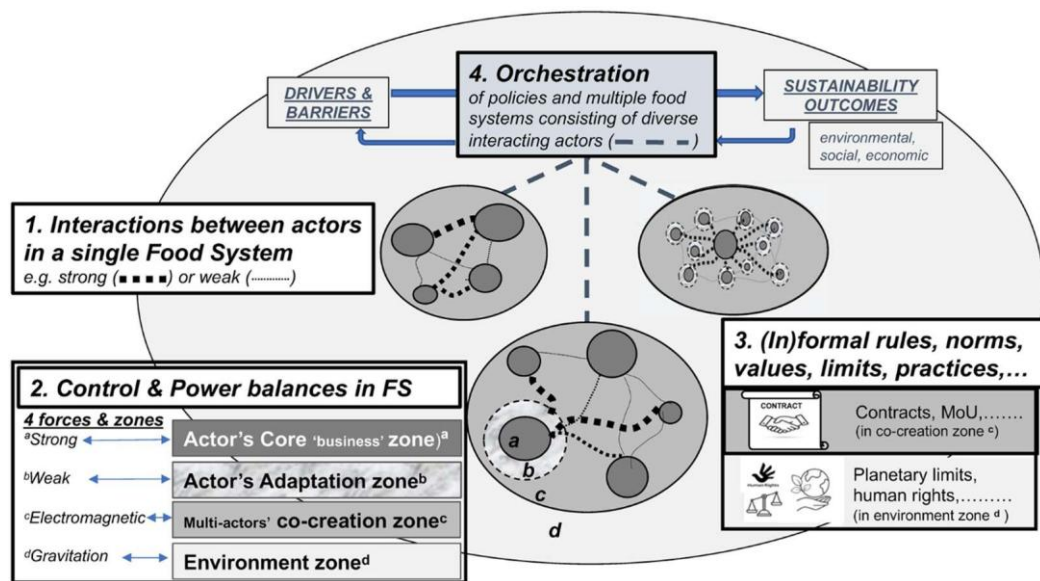 DRIVERS &
BARRIERS
4. Orchestration
of policies and multiple food
systems consisting of diverse
interacting actors ( )
SUSTAINABILITY
OUTCOMES
environmental,
social, economic
1. Interactions between actors
in a single Food System
e.g. strong ( ) or weak ( )
2. Control & Power balances in FS
4 forces & zones
ᵃStrong
Actor's Core 'business' zone)ᵃ
ᵇWeak
Actor's Adaptation zoneᵇ
ᶜElectromagnetic
Multi-actors' co-creation zoneᶜ
ᵈGravitation
Environment zoneᵈ
a
b
c
d
3. (In)formal rules, norms,
values, limits, practices,...
CONTRACT
Contracts, MoU,.......
(in co-creation zone ᶜ)
Human-Rights
Planetary limits,
human rights,.........
(in environment zone ᵈ)